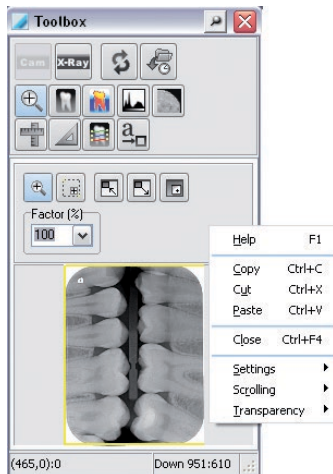 Toolbox
Cam X-Ray
a
Factor (%)
100
a
Help F1
Copy Ctrl+C
Cut Ctrl+X
Paste Ctrl+V
Close Ctrl+F4
Settings
Scrolling
Transparency
(465,0):0 Down 951:610